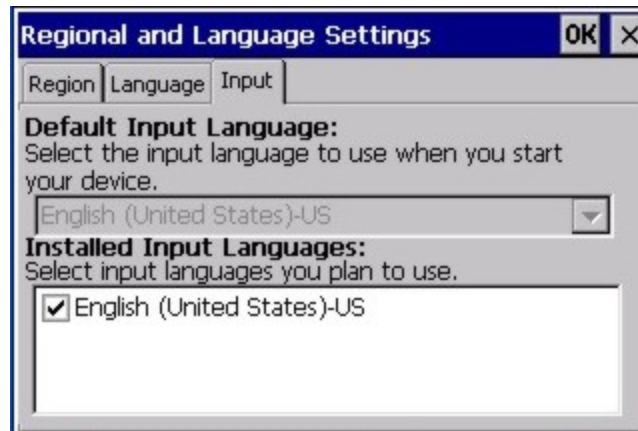 Regional and Language Settings OK ×
Region Language Input
Default Input Language:
Select the input language to use when you start
your device.
English (United States)-US
Installed Input Languages:
Select input languages you plan to use.
English (United States)-US